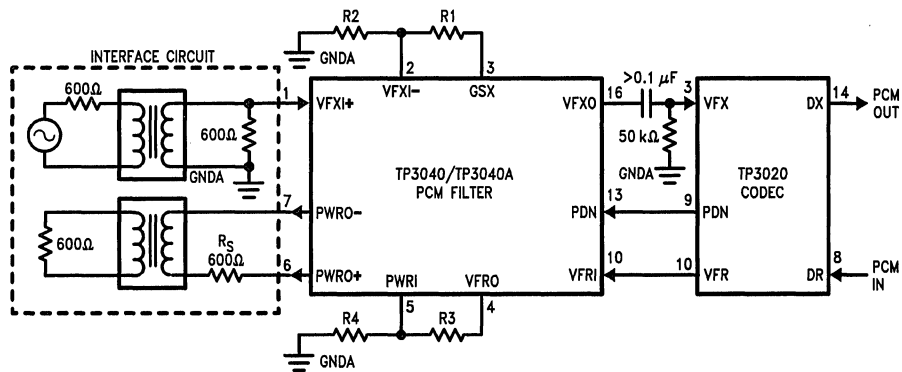 R2
R1
INTERFACE CIRCUIT
GNDA
2
3
600Ω
1
VFXI+
VFXI-
GSX
VFXO
16
>0.1 μF
3
VFX
DX
14
PCM
OUT
600Ω
50 kΩ
GNDA
GNDA
TP3040/TP3040A
PCM FILTER
TP3020
CODEC
7
PWRO-
13
PDN
9
PDN
600Ω
RS
600Ω
6
PWRO+
PWRI
VFRO
VFRI
10
10
VFR
DR
8
PCM
IN
5
4
R4
R3
GNDA